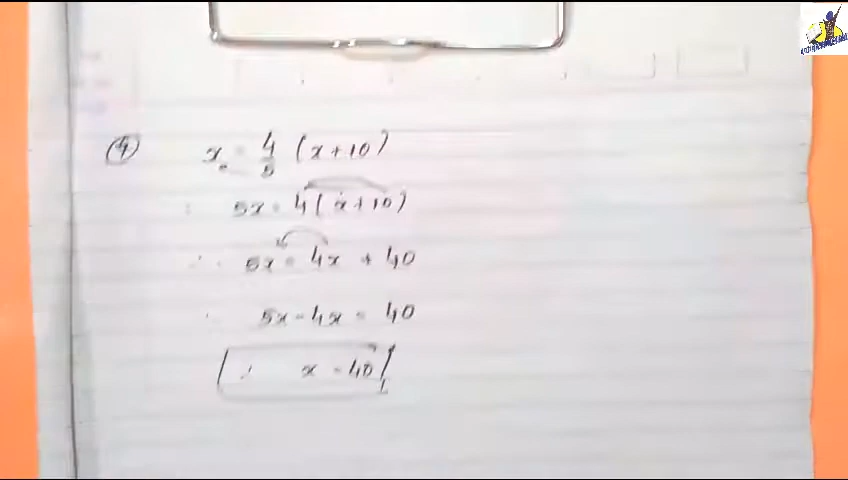 (4) x = 4/5 (x+10)
5x = 4(x+10)
∴ 5x = 4x + 40
∴ 5x-4x = 40
∴ x = 40